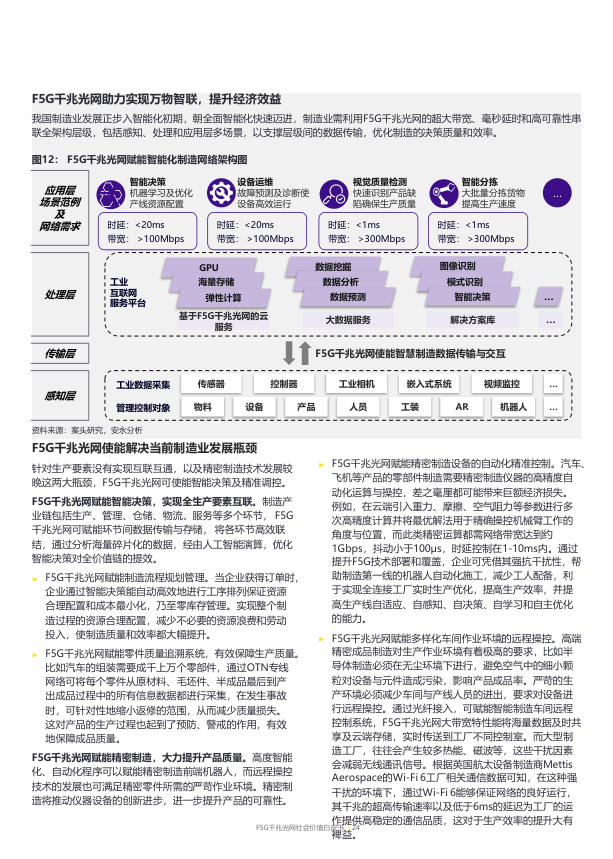 F5G千兆光网助力实现万物智联，提升经济效益
我国制造业发展正步入智能化初期，朝全面智能化快速迈进，制造业需利用F5G千兆光网的超大带宽、毫秒延时和高可靠性串
联全架构层级，包括感知、处理和应用层多场景，以支撑层级间的数据传输，优化制造的决策质量和效率。
图12： F5G千兆光网赋能智能化制造网络架构图
应用层
场景范例
及
网络需求
智能决策
机器学习及优化
产线资源配置
设备运维
故障预测及诊断使
设备高效运行
视觉质量检测
快速识别产品缺
陷确保生产质量
智能分拣
大批量分拣货物
提高生产速度
...
时延：<20ms
带宽： >100Mbps
时延：<20ms
带宽： >100Mbps
时延：<1ms
带宽： >300Mbps
时延：<1ms
带宽： >300Mbps
处理层
工业
互联网
服务平台
GPU
海量存储
弹性计算
基于F5G千兆光网的云
服务
数据挖掘
数据分析
数据预测
大数据服务
图像识别
模式识别
智能决策
解决方案库
...
...
传输层
F5G千兆光网使能智慧制造数据传输与交互
感知层
工业数据采集
传感器
控制器
工业相机
嵌入式系统
视频监控
...
管理控制对象
物料
设备
产品
人员
工装
AR
机器人
...
资料来源：案头研究，安永分析
F5G千兆光网使能解决当前制造业发展瓶颈
针对生产要素没有实现互联互通，以及精密制造技术发展较
晚这两大瓶颈，F5G千兆光网可使能智能决策及精准调控。
F5G千兆光网赋能智能决策，实现全生产要素互联。制造产
业链包括生产、管理、仓储、物流、服务等多个环节， F5G
千兆光网可赋能环节间数据传输与存储， 将各环节高效联
结，通过分析海量碎片化的数据，经由人工智能演算，优化
智能决策对全价值链的提效。
► F5G千兆光网赋能制造流程规划管理。当企业获得订单时，
企业通过智能决策能自动高效地进行工序排列保证资源
合理配置和成本最小化，乃至零库存管理。实现整个制
造过程的资源合理配置，减少不必要的资源浪费和劳动
投入，使制造质量和效率都大幅提升。
► F5G千兆光网赋能零件质量追溯系统，有效保障生产质量。
比如汽车的组装需要成千上万个零部件，通过OTN专线
网络可将每个零件从原材料、毛坯件、半成品最后到产
出成品过程中的所有信息数据都进行采集，在发生事故
时，可针对性地缩小返修的范围，从而减少质量损失。
这对产品的生产过程也起到了预防、警戒的作用，有效
地保障成品质量。
F5G千兆光网赋能精密制造，大力提升产品质量。高度智能
化、自动化程序可以赋能精密制造前端机器人，而远程操控
技术的发展也可满足精密零件所需的严苛作业环境。精密制
造将推动仪器设备的创新进步，进一步提升产品的可靠性。
► F5G千兆光网赋能精密制造设备的自动化精准控制。汽车、
飞机等产品的零部件制造需要精密制造仪器的高精度自
动化运算与操控，差之毫厘都可能带来巨额经济损失。
例如，在云端引入重力、摩擦、空气阻力等参数进行多
次高精度计算并将最优解法用于精确操控机械臂工作的
角度与位置，而此类精密运算都需网络带宽达到约
1Gbps，抖动小于100μs，时延控制在1-10ms内。通过
提升F5G技术部署和覆盖，企业可凭借其强抗干扰性，帮
助制造第一线的机器人自动化施工，减少工人配备，利
于实现全连接工厂实时生产优化，提高生产效率，并提
高生产线自适应、自感知、自决策、自学习和自主优化
的能力。
► F5G千兆光网赋能多样化车间作业环境的远程操控。高端
精密成品制造对生产作业环境有着极高的要求，比如半
导体制造必须在无尘环境下进行，避免空气中的细小颗
粒对设备与元件造成污染，影响产品成品率。严苛的生
产环境必须减少车间与产线人员的进出，要求对设备进
行远程操控。通过光纤接入，可赋能智能制造车间远程
控制系统，F5G千兆光网大带宽特性能将海量数据及时共
享及云端存储，实时传送到工厂不同控制室。而大型制
造工厂，往往会产生较多热能、磁波等，这些干扰因素
会减弱无线通讯信号。根据英国航太设备制造商Mettis
Aerospace的Wi-Fi 6工厂相关通信数据可知，在这种强
干扰的环境下，通过Wi-Fi 6能够保证网络的良好运行，
其千兆的超高传输速率以及低于6ms的延迟为工厂的运
作提供高稳定的通信品质，这对于生产效率的提升大有
裨益。
F5G千兆光网社会价值白皮书 24